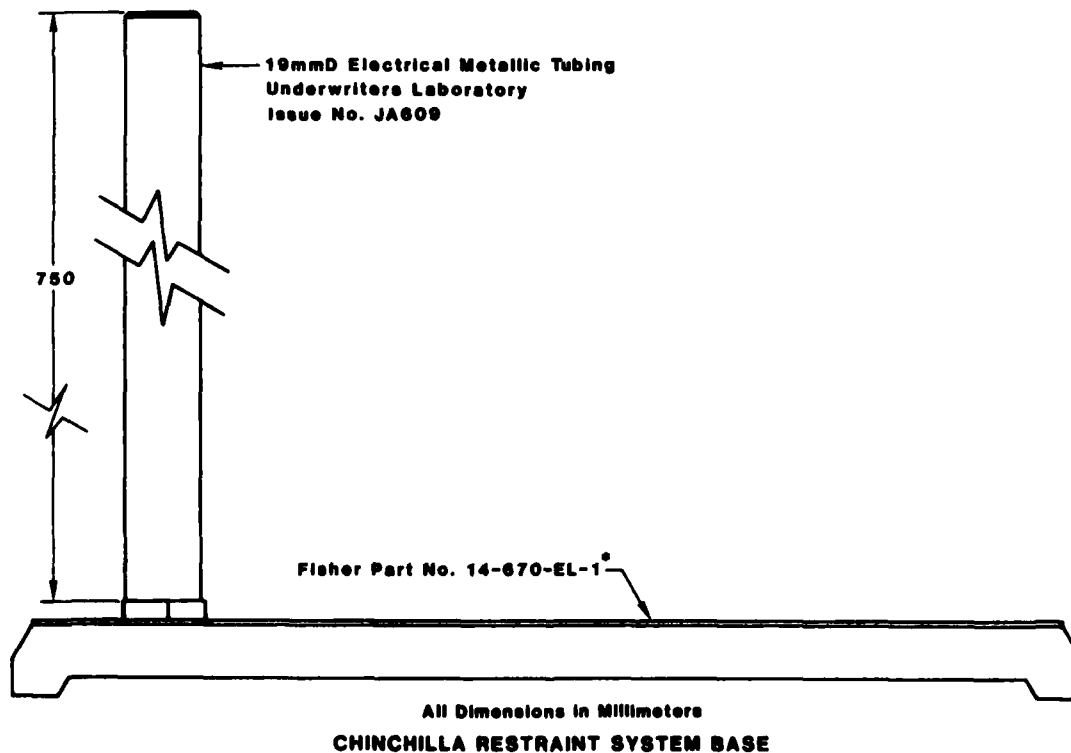 19mmD Electrical Metallic Tubing
Underwriters Laboratory
Issue No. JA609
750
Fisher Part No. 14-670-EL-1*
All Dimensions in Millimeters
CHINCHILLA RESTRAINT SYSTEM BASE